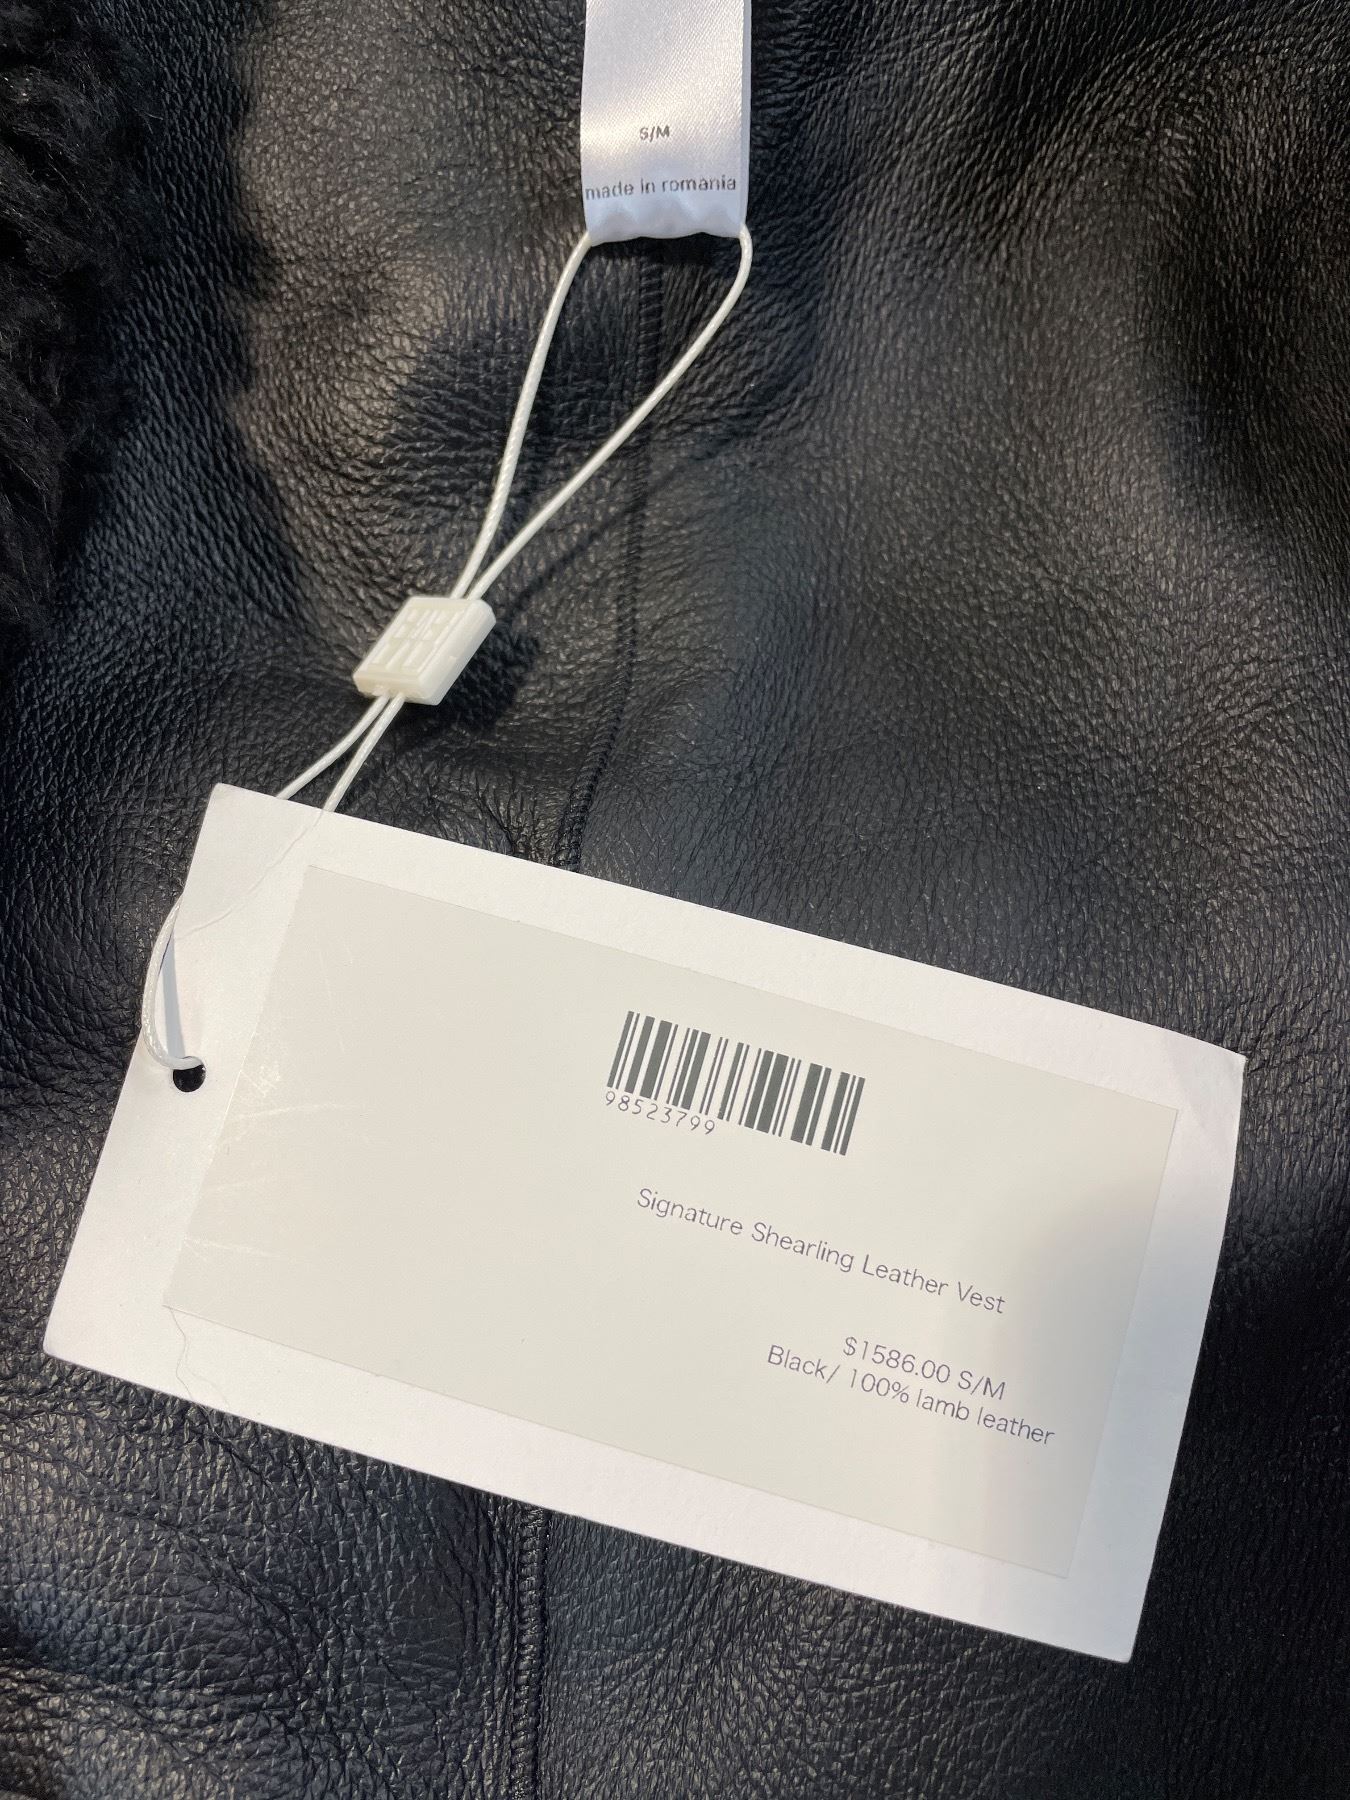 S/M
made in romania
98523799
Signature Shearling Leather Vest
$1586.00 S/M
Black/ 100% lamb leather